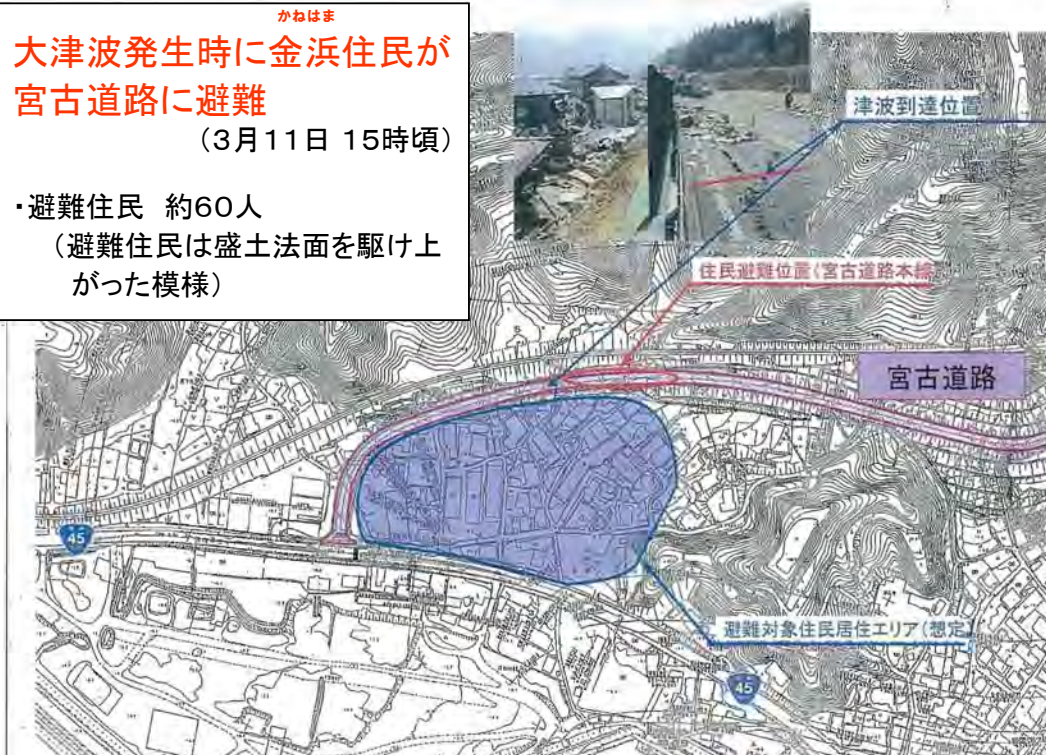 かねはま
大津波発生時に金浜住民が
宮古道路に避難
（3月11日 15時頃）
・避難住民　約60人
（避難住民は盛土法面を駆け上
がった模様）
津波到達位置
住民避難位置（宮古道路本線
宮古道路
45
避難対象住民居住エリア（想定
45